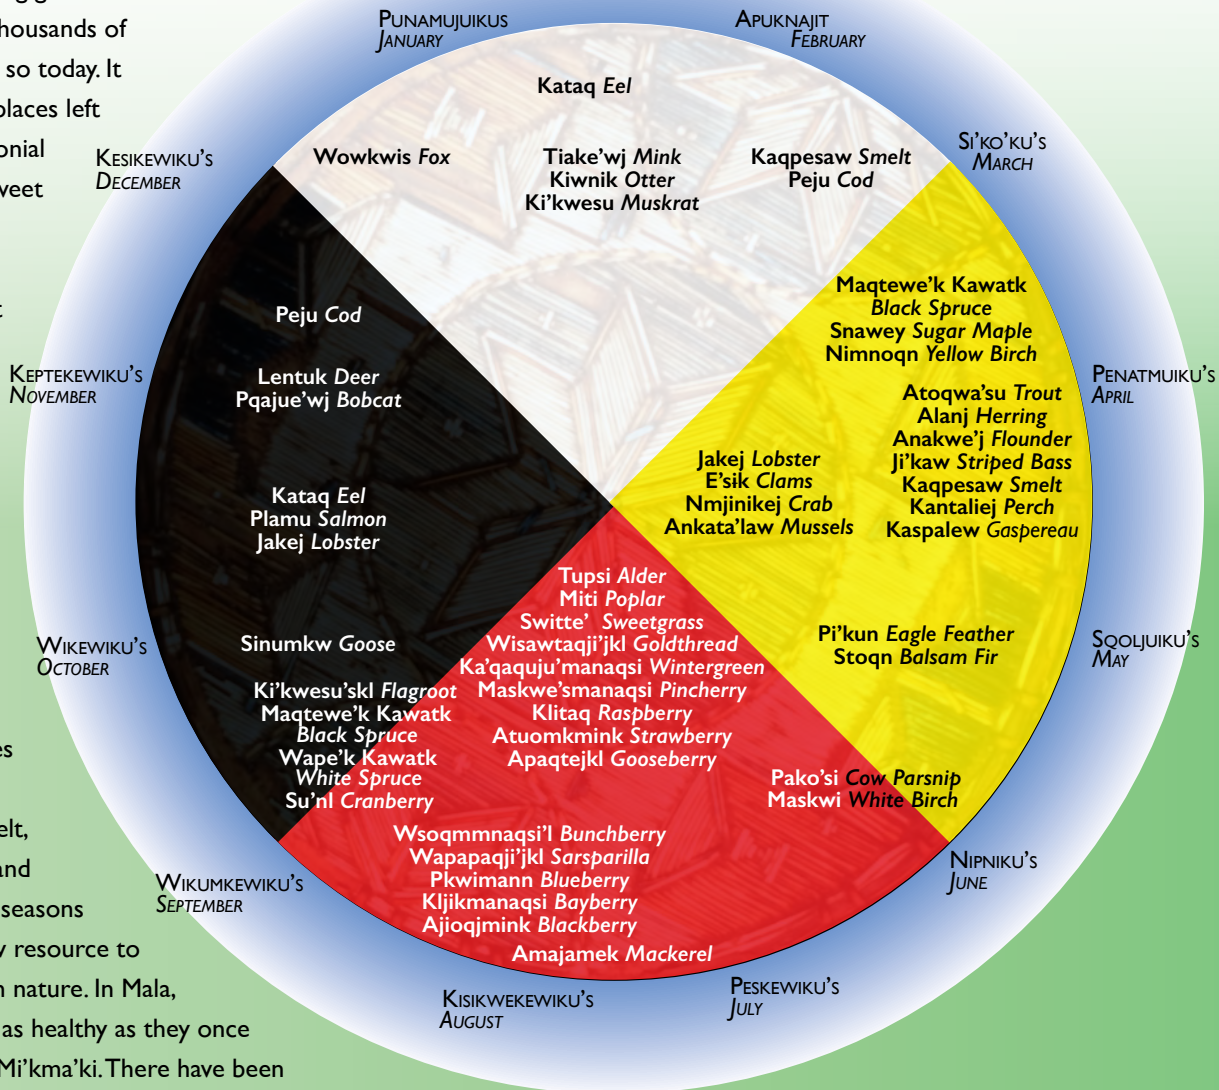 housands of
so today. It
places left
onial
weet
t
es
elt,
and
seasons
y resource to
n nature. In Mala,
as healthy as they once
Mi'kma'ki. There have been
PUNAMUJUIKUS
JANUARY
APUKNAJIT
FEBRUARY
SI'KO'KU'S
MARCH
PENATMUIKU'S
APRIL
SQOLJUIKU'S
MAY
NIPNIKU'S
JUNE
PESKEWIKU'S
JULY
KISIKWEKEWIKU'S
AUGUST
WIKUMKEWIKU'S
SEPTEMBER
WIKEWIKU'S
OCTOBER
KEPTEKEWIKU'S
NOVEMBER
KESIKEWIKU'S
DECEMBER
Kataq Eel
Wowkwis Fox
Tiake'wj Mink
Kiwnik Otter
Ki'kwesu Muskrat
Kaqpesaw Smelt
Peju Cod
Maqtewe'k Kawatk
Black Spruce
Snawey Sugar Maple
Nimnoqn Yellow Birch
Atoqwa'su Trout
Alanj Herring
Anakwe'j Flounder
Ji'kaw Striped Bass
Kaqpesaw Smelt
Kantaliej Perch
Kaspalew Gaspereau
Jakej Lobster
E'sɨk Clams
Nmjinikej Crab
Ankata'law Mussels
Pi'kun Eagle Feather
Stoqn Balsam Fir
Pako'si Cow Parsnip
Maskwi White Birch
Tupsi Alder
Miti Poplar
Switte' Sweetgrass
Wisawtaqji'jkl Goldthread
Ka'qaquju'manaqsi Wintergreen
Maskwe'smanaqsi Pincherry
Klitaq Raspberry
Atuomkmink Strawberry
Apaqtejkl Gooseberry
Wsoqmmnaqsi'l Bunchberry
Wapapaqji'jkl Sarsparilla
Pkwimann Blueberry
Kljikmanaqsi Bayberry
Ajioqjmink Blackberry
Amajamek Mackerel
Peju Cod
Lentuk Deer
Pqajue'wj Bobcat
Kataq Eel
Plamu Salmon
Jakej Lobster
Sinumkw Goose
Ki'kwesu'skl Flagroot
Maqtewe'k Kawatk
Black Spruce
Wape'k Kawatk
White Spruce
Su'nl Cranberry